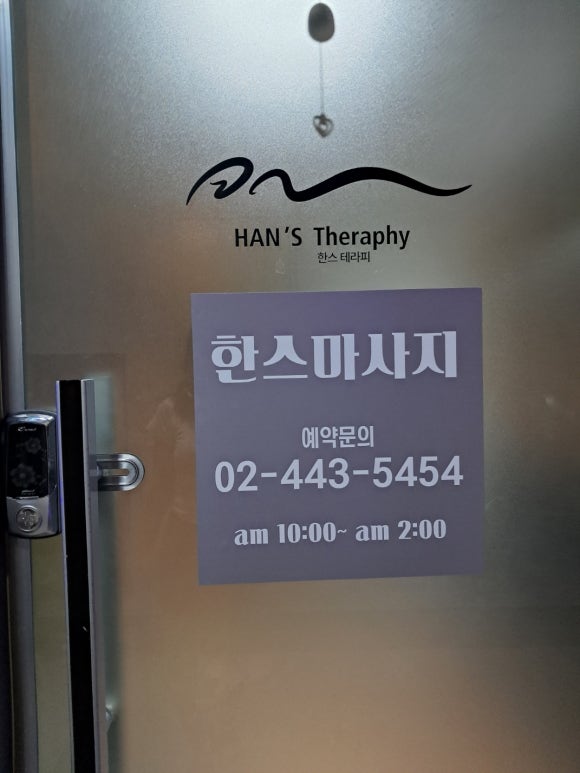 HAN'S Theraphy
한스 테라피
한스마사지
예약문의
02-443-5454
am 10:00~ am 2:00